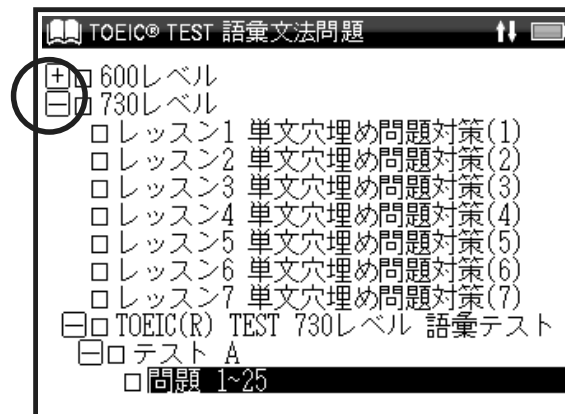 TOEIC® TEST 語彙文法問題
600レベル
730レベル
レッスン1 単文穴埋め問題対策(1)
レッスン2 単文穴埋め問題対策(2)
レッスン3 単文穴埋め問題対策(3)
レッスン4 単文穴埋め問題対策(4)
レッスン5 単文穴埋め問題対策(5)
レッスン6 単文穴埋め問題対策(6)
レッスン7 単文穴埋め問題対策(7)
TOEIC(R) TEST 730レベル 語彙テスト
テスト A
問題 1~25